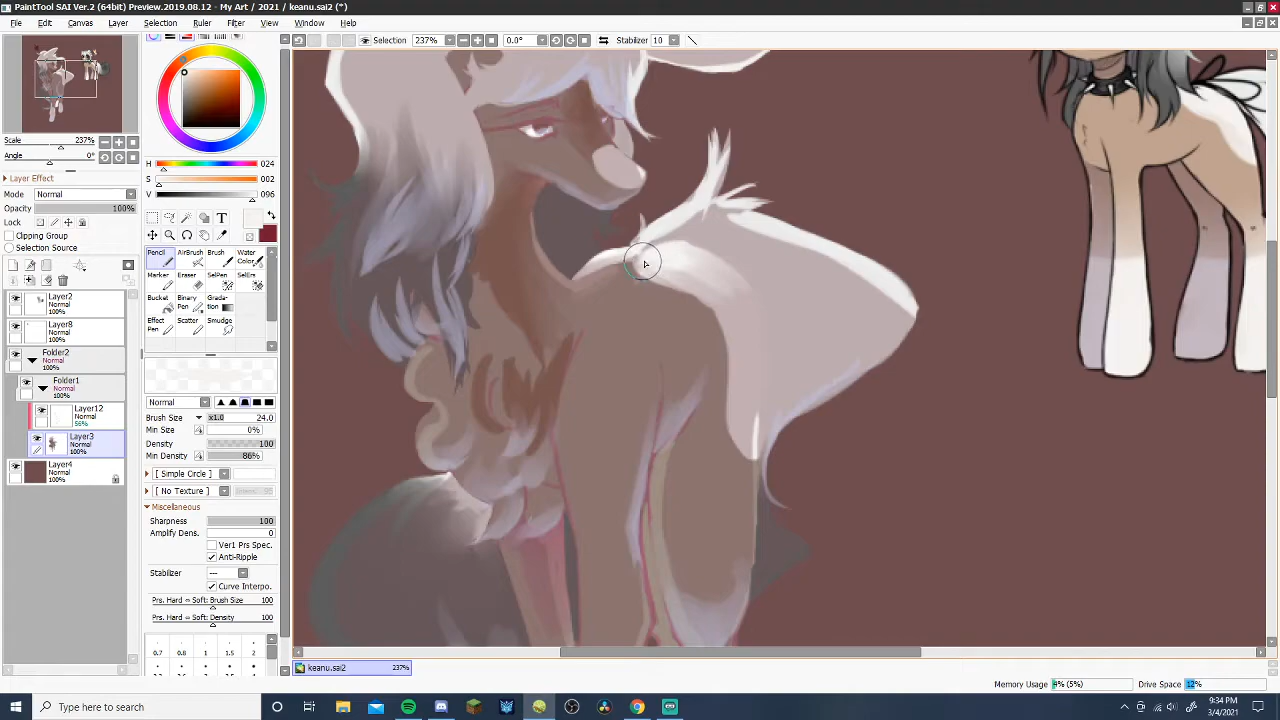 PaintTool SAI Ver.2 (64bit) Preview.2019.08.12 - My Art / 2021 / keanu.sai2 (*)
File Edit Canvas Layer Selection Ruler Filter View Window Help
Selection 237% 0.0° Stabilizer 10
Scale 237%
Angle 0°
Layer Effect
Mode Normal
Opacity 100%
Lock
Clipping Group
Selection Source
Layer2
Normal
Layer8
Normal
Folder2
Normal
Folder1
Normal
Layer12
Normal
56%
Layer3
Normal
100%
Layer4
Normal
100%
H 024
S 002
V 096
T
Pencil AirBrush Brush Water Color
Marker Eraser SelPen SelErs
Bucket Binary Pen Grada-tion
Effect Pen Scatter Smudge
Normal
Brush Size x1.0 24.0
Min Size 0%
Density 100
Min Density 86%
[ Simple Circle ]
[ No Texture ]
Miscellaneous
Sharpness 100
Amplify Dens. 0
Ver1 Prs Spec.
Anti-Ripple
Stabilizer ---
Curve Interpo.
Prs. Hard ⇔ Soft: Brush Size 100
Prs. Hard ⇔ Soft: Density 100
0.7 0.8 1 1.5 2
keanu.sai2 237%
Memory Usage (5%) Drive Space 12%
Type here to search
9:34 PM
3/4/2021